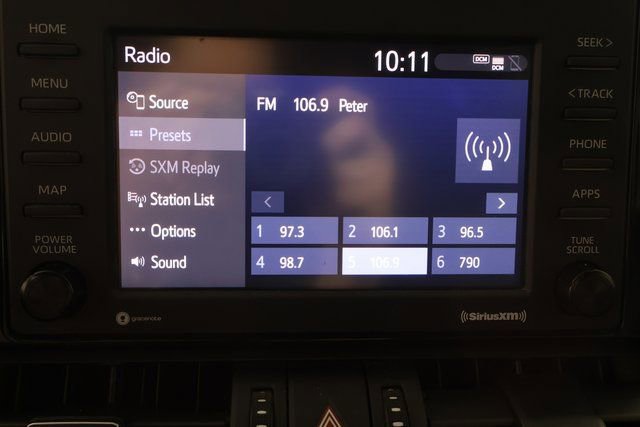 HOME
MENU
AUDIO
MAP
POWER
VOLUME
Radio
10:11
DCM
DCM
Source
Presets
SXM Replay
Station List
Options
Sound
FM 106.9 Peter
< >
1 97.3 2 106.1 3 96.5
4 98.7 5 106.9 6 790
SEEK >
< TRACK
PHONE
APPS
TUNE
SCROLL
gracenote
SiriusXM